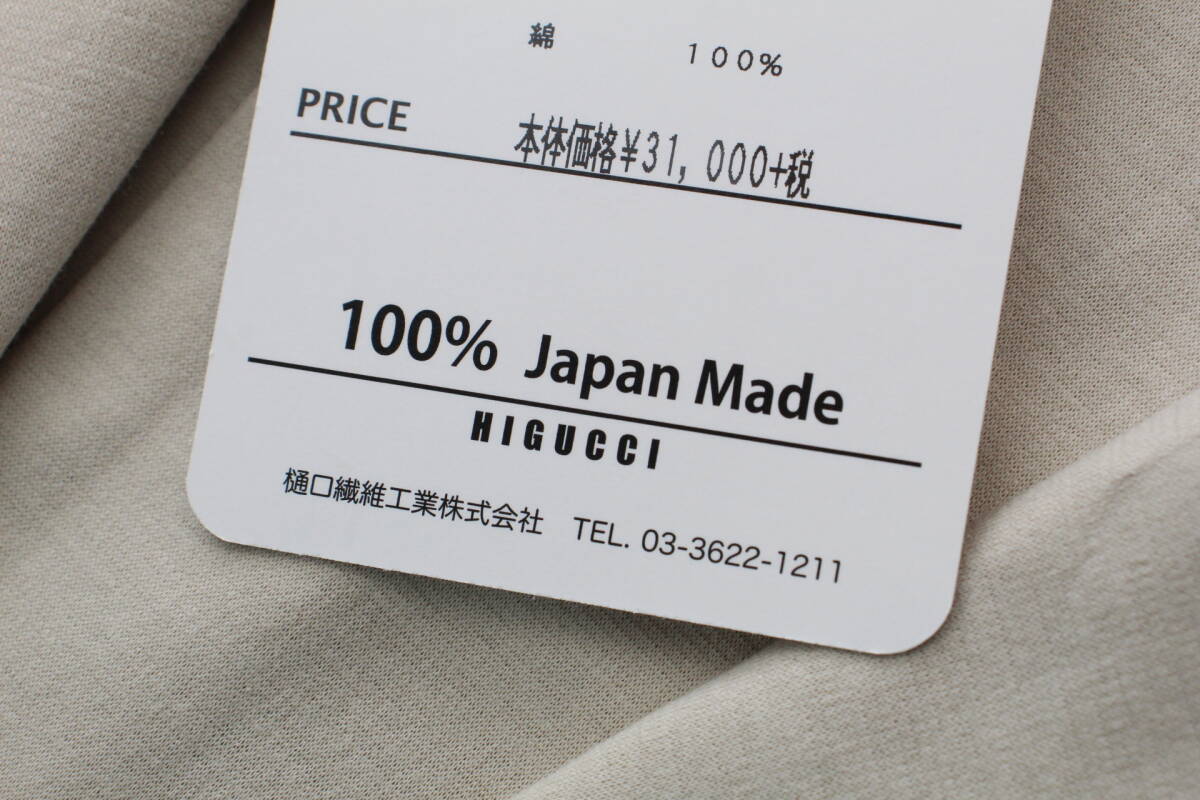 綿 100%
PRICE 本体価格¥31,000+税
100% Japan Made
HIGUCCI
樋口繊維工業株式会社 TEL. 03-3622-1211